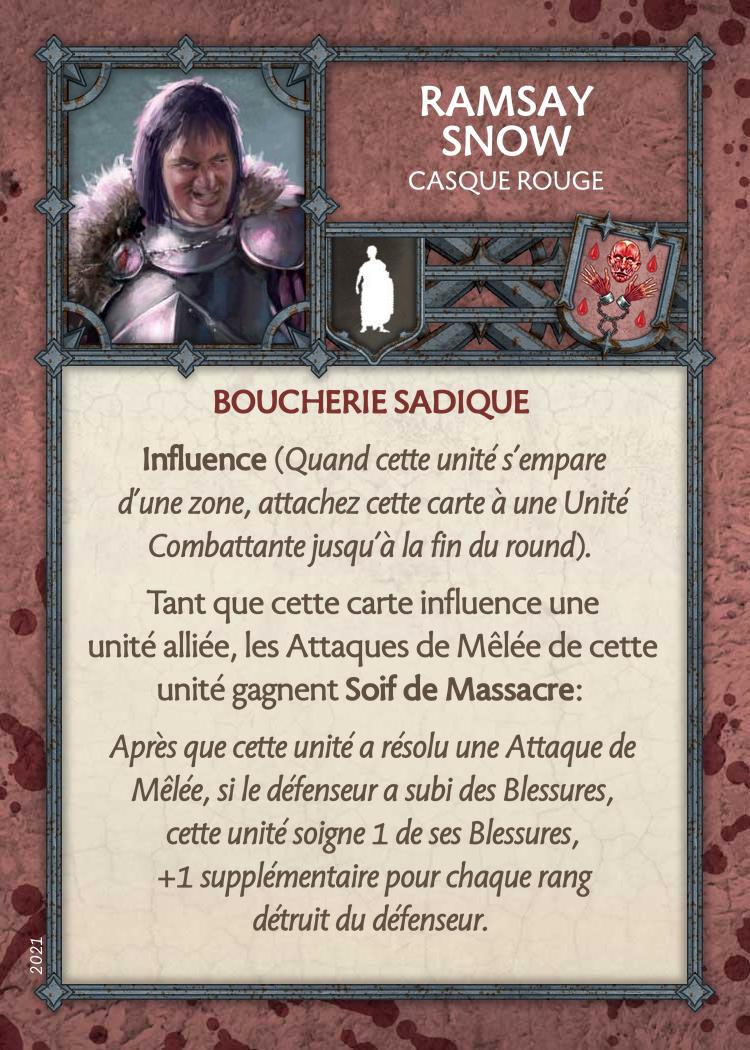 RAMSAY
SNOW
CASQUE ROUGE
BOUCHERIE SADIQUE
Influence (Quand cette unité s'empare
d'une zone, attachez cette carte à une Unité
Combattante jusqu'à la fin du round).
Tant que cette carte influence une
unité alliée, les Attaques de Mêlée de cette
unité gagnent Soif de Massacre:
Après que cette unité a résolu une Attaque de
Mêlée, si le défenseur a subi des Blessures,
cette unité soigne 1 de ses Blessures,
+1 supplémentaire pour chaque rang
détruit du défenseur.
2021